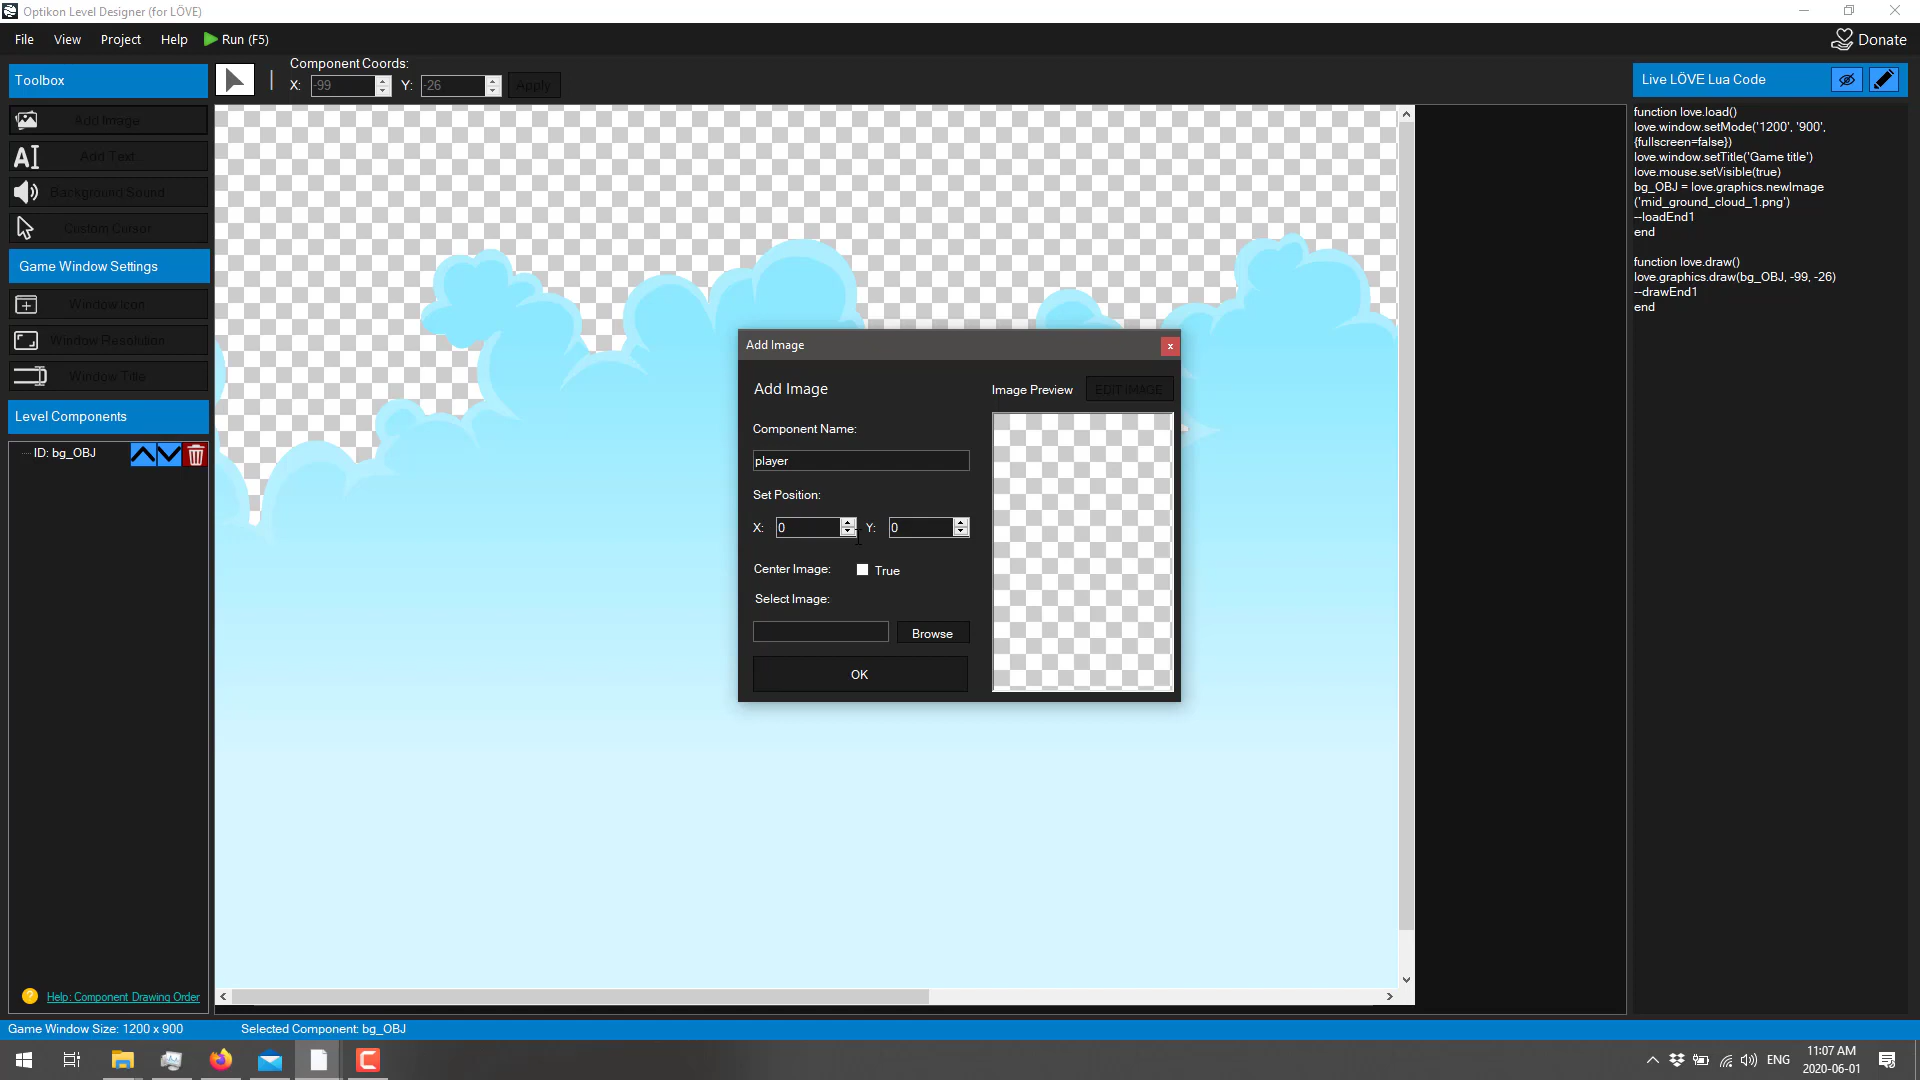 Optikon Level Designer (for LÖVE)
File View Project Help Run (F5)
Donate
Toolbox
Component Coords:
X: -99 Y: -26 Apply
Live LÖVE Lua Code
Add Image
Add Text
Background Sound
Custom Cursor
Game Window Settings
Window Icon
Window Resolution
Window Title
Level Components
ID: bg_OBJ
Help: Component Drawing Order
Add Image
Add Image
Image Preview EDIT IMAGE
Component Name:
player
Set Position:
X: 0 Y: 0
Center Image: True
Select Image:
Browse
OK
function love.load()
love.window.setMode('1200', '900',
{fullscreen=false})
love.window.setTitle('Game title')
love.mouse.setVisible(true)
bg_OBJ = love.graphics.newImage
('mid_ground_cloud_1.png')
--loadEnd1
end
function love.draw()
love.graphics.draw(bg_OBJ, -99, -26)
--drawEnd1
end
Game Window Size: 1200 x 900 Selected Component: bg_OBJ
ENG
11:07 AM
2020-06-01